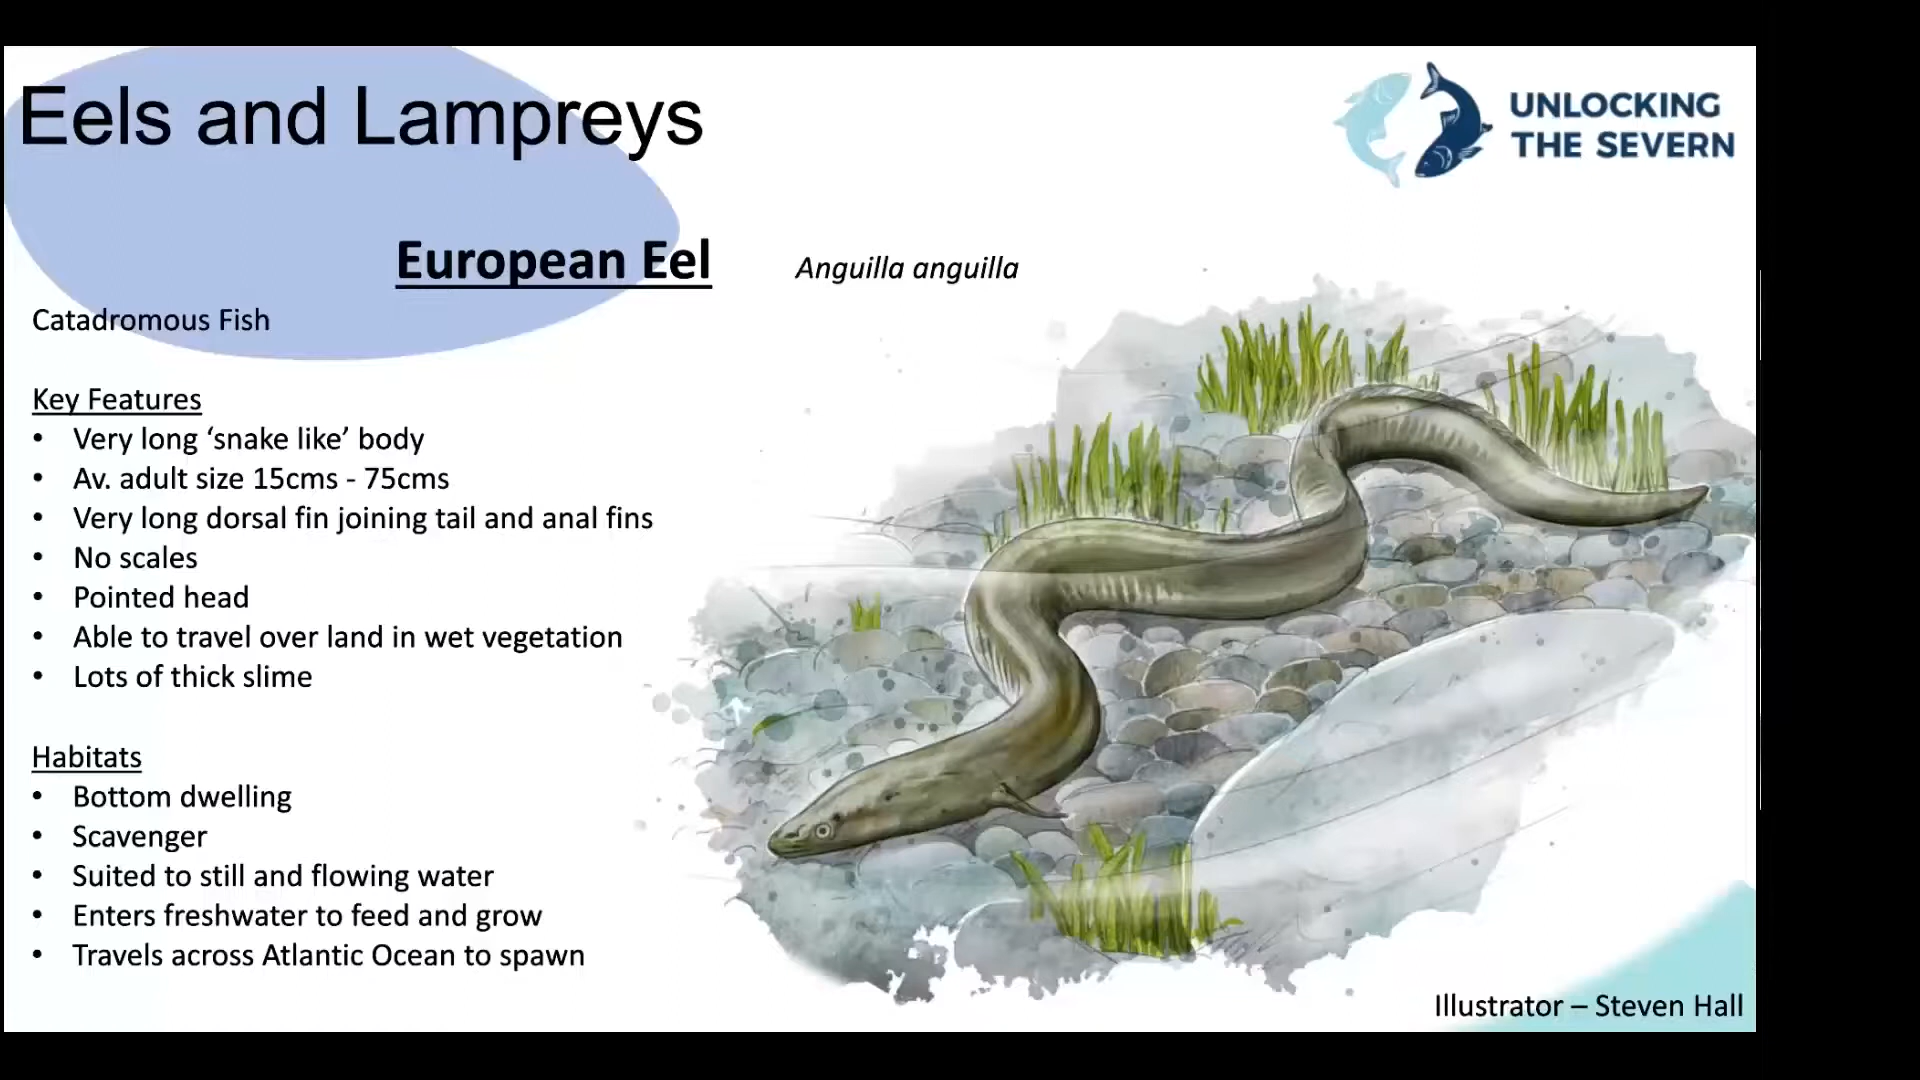 Eels and Lampreys
UNLOCKING
THE SEVERN
European Eel
Anguilla anguilla
Catadromous Fish
Key Features
• Very long ‘snake like’ body
• Av. adult size 15cms - 75cms
• Very long dorsal fin joining tail and anal fins
• No scales
• Pointed head
• Able to travel over land in wet vegetation
• Lots of thick slime
Habitats
• Bottom dwelling
• Scavenger
• Suited to still and flowing water
• Enters freshwater to feed and grow
• Travels across Atlantic Ocean to spawn
Illustrator – Steven Hall